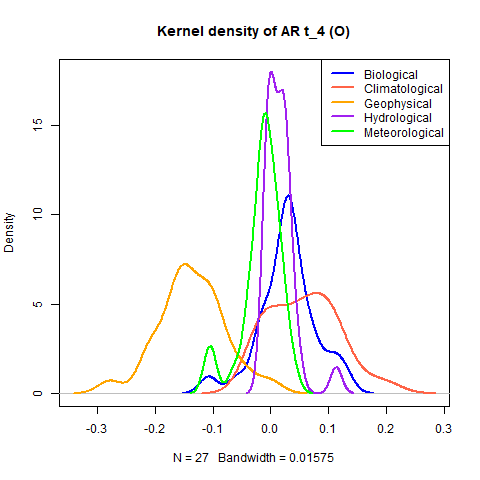 Kernel density of AR t_4 (O)
Biological
Climatological
Geophysical
Hydrological
Meteorological
Density
15
10
5
0
-0.3 -0.2 -0.1 0.0 0.1 0.2 0.3
N = 27 Bandwidth = 0.01575